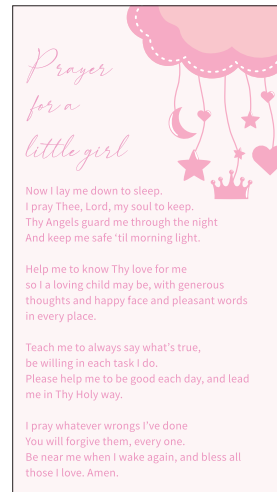 Prayer
for a
little girl
Now I lay me down to sleep.
I pray Thee, Lord, my soul to keep.
Thy Angels guard me through the night
And keep me safe ‘til morning light.
Help me to know Thy love for me
so I a loving child may be, with generous
thoughts and happy face and pleasant words
in every place.
Teach me to always say what's true,
be willing in each task I do.
Please help me to be good each day, and lead
me in Thy Holy way.
I pray whatever wrongs I've done
You will forgive them, every one.
Be near me when I wake again, and bless all
those I love. Amen.